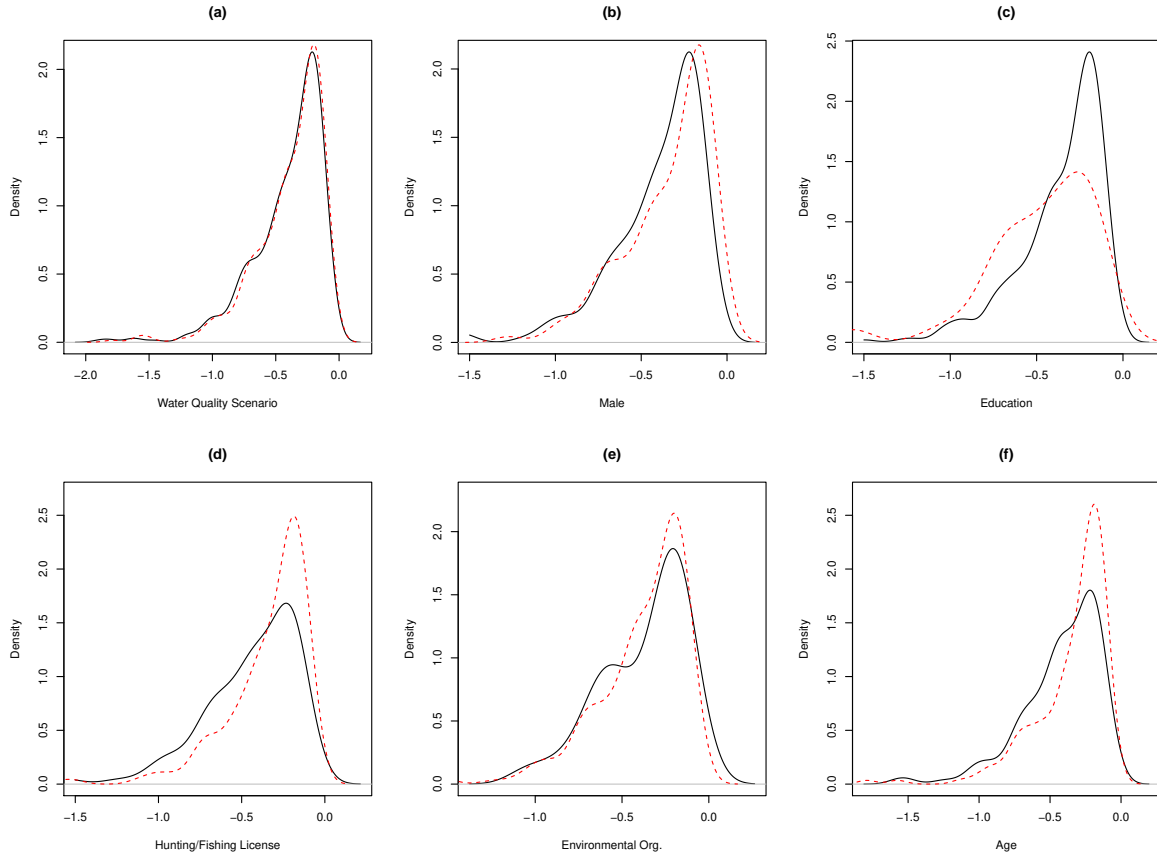 (a)
Density
0.0 0.5 1.0 1.5 2.0
−2.0 −1.5 −1.0 −0.5 0.0
Water Quality Scenario
(b)
Density
0.0 0.5 1.0 1.5 2.0
−1.5 −1.0 −0.5 0.0
Male
(c)
Density
0.0 0.5 1.0 1.5 2.0 2.5
−1.5 −1.0 −0.5 0.0
Education
(d)
Density
0.0 0.5 1.0 1.5 2.0 2.5
−1.5 −1.0 −0.5 0.0
Hunting/Fishing License
(e)
Density
0.0 0.5 1.0 1.5 2.0
−1.0 −0.5 0.0
Environmental Org.
(f)
Density
0.0 0.5 1.0 1.5 2.0 2.5
−1.5 −1.0 −0.5 0.0
Age